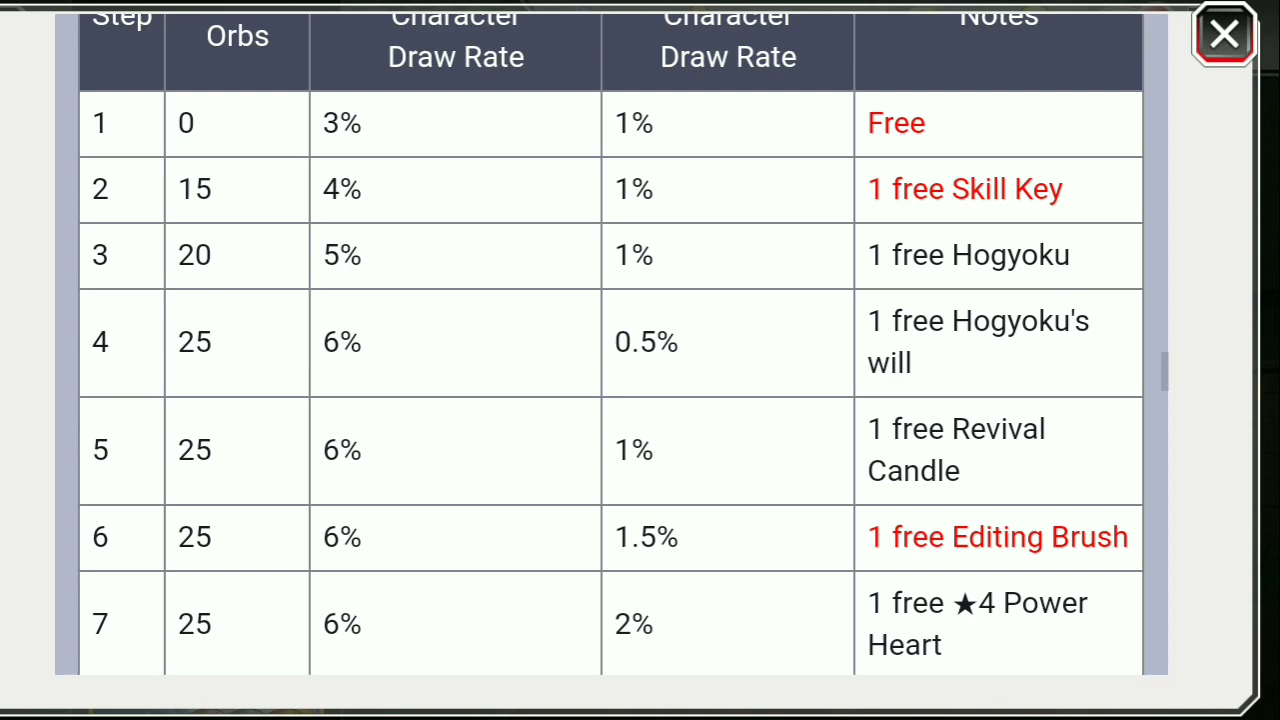 Step Character Character Notes
Orbs
Draw Rate Draw Rate
1 0 3% 1% Free
2 15 4% 1% 1 free Skill Key
3 20 5% 1% 1 free Hogyoku
4 25 6% 0.5% 1 free Hogyoku's
will
5 25 6% 1% 1 free Revival
Candle
6 25 6% 1.5% 1 free Editing Brush
7 25 6% 2% 1 free ★4 Power
Heart